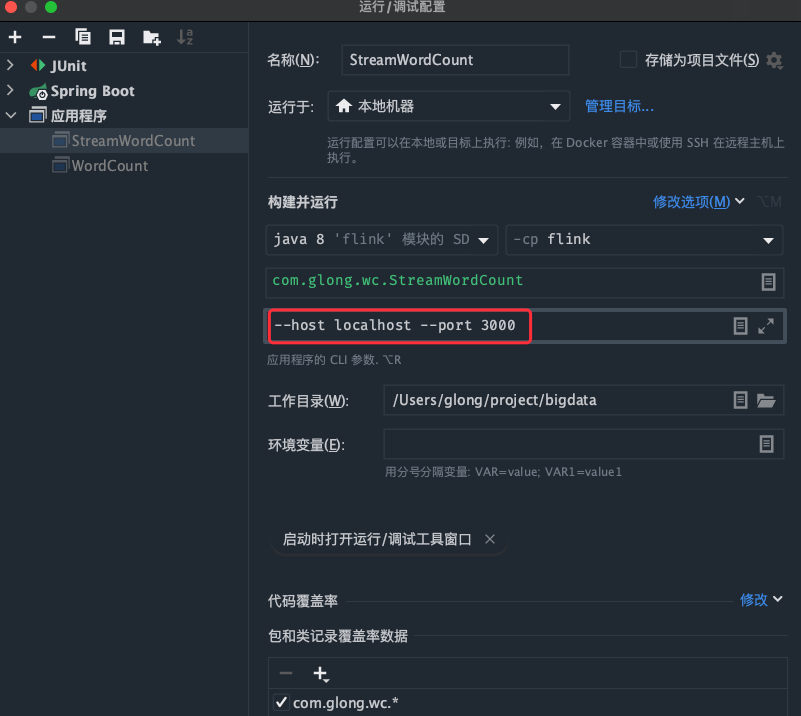 运行/调试配置
JUnit
Spring Boot
应用程序
StreamWordCount
WordCount
名称(N): StreamWordCount 存储为项目文件(S)
运行于: 本地机器 管理目标...
运行配置可以在本地或目标上执行: 例如，在 Docker 容器中或使用 SSH 在远程主机上
执行。
构建并运行 修改选项(M) ⌥M
java 8 'flink' 模块的 SD -cp flink
com.glong.wc.StreamWordCount
--host localhost --port 3000
应用程序的 CLI 参数. ⌥R
工作目录(W): /Users/glong/project/bigdata
环境变量(E):
用分号分隔变量: VAR=value; VAR1=value1
启动时打开运行/调试工具窗口
代码覆盖率 修改
包和类记录覆盖率数据
com.glong.wc.*